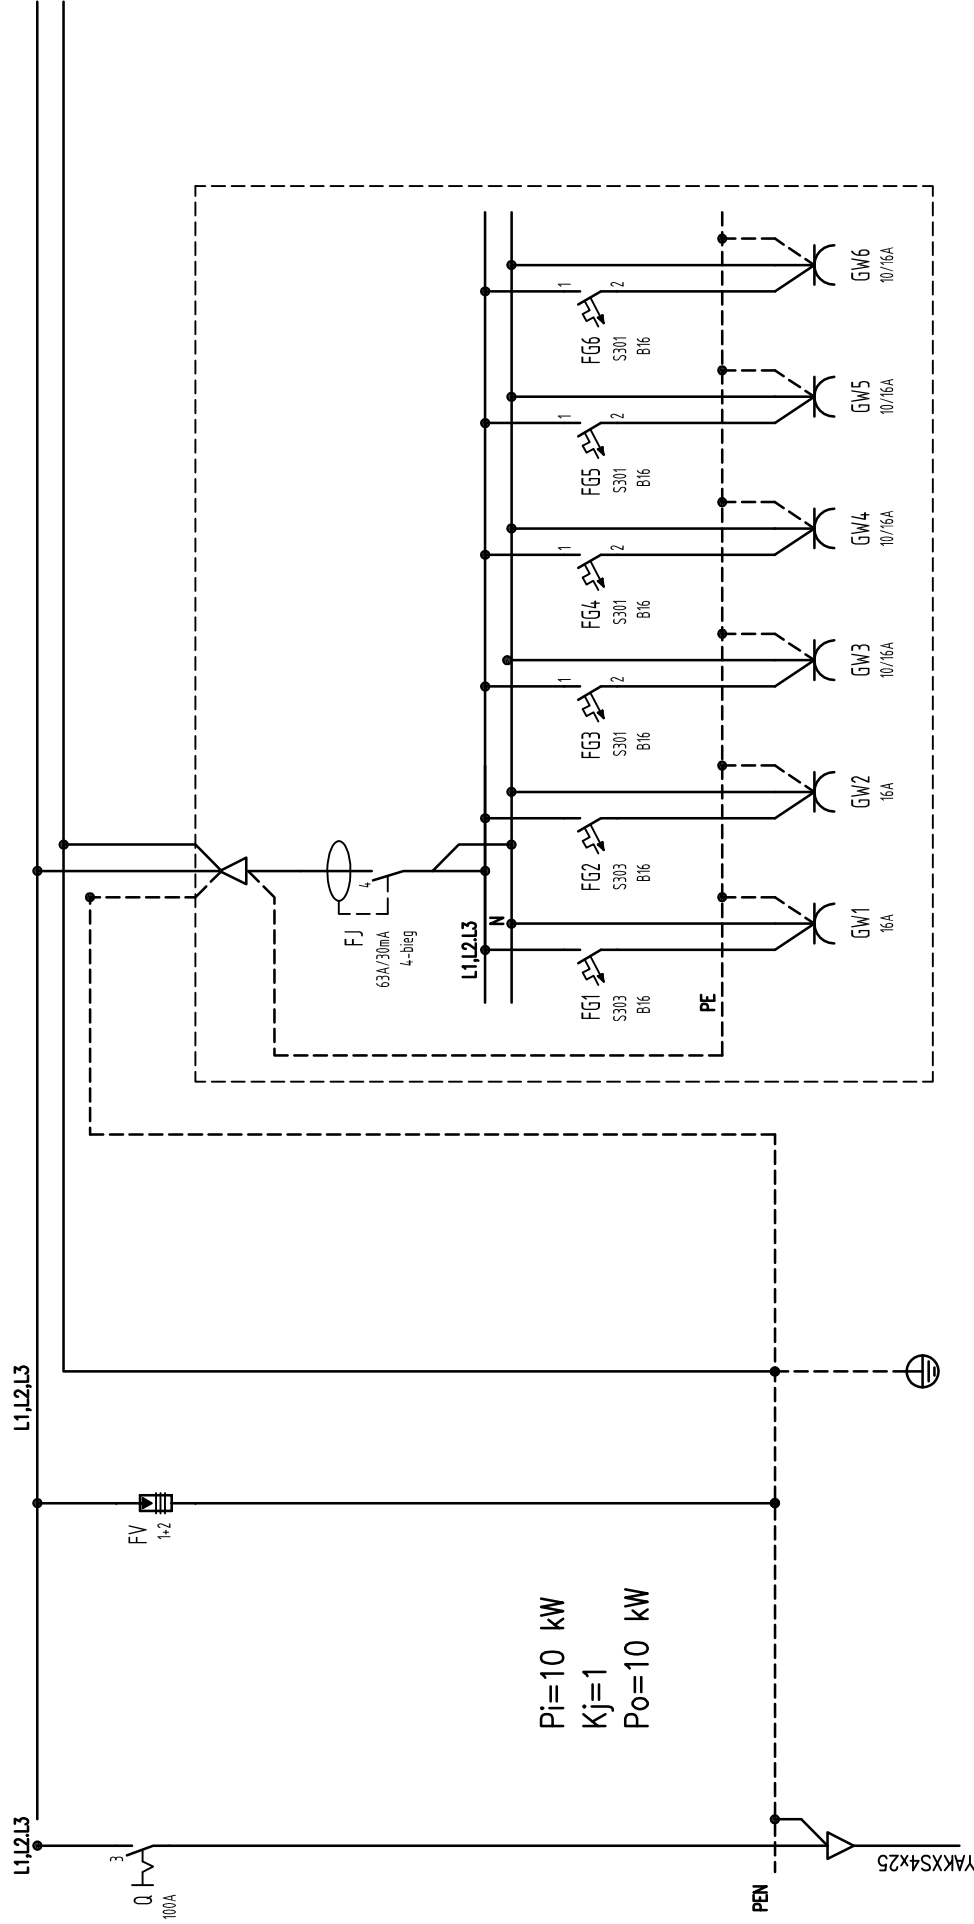 L1,L2.L3
Q
100A
3
PEN
YAKXS4x25
Pi=10 kW
Kj=1
Po=10 kW
FV
1+2
L1,L2,L3
FJ
63A/30mA
4-bieg
4
L1,L2.L3
N
PE
FG1
S303
B16
GW1
16A
FG2
S303
B16
GW2
16A
FG3
S301
B16
1
2
GW3
10/16A
FG4
S301
B16
1
2
GW4
10/16A
FG5
S301
B16
1
2
GW5
10/16A
FG6
S301
B16
1
2
GW6
10/16A